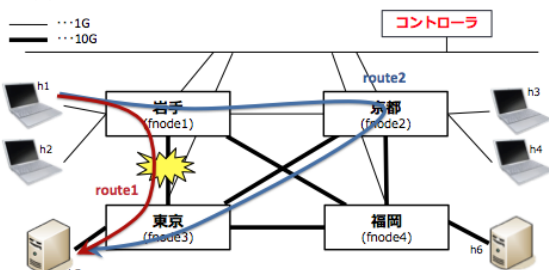 ･･･1G
･･･10G
コントローラ
route2
h1
岩手
(fnode1)
京都
(fnode2)
h3
h2
h4
route1
東京
(fnode3)
福岡
(fnode4)
h6